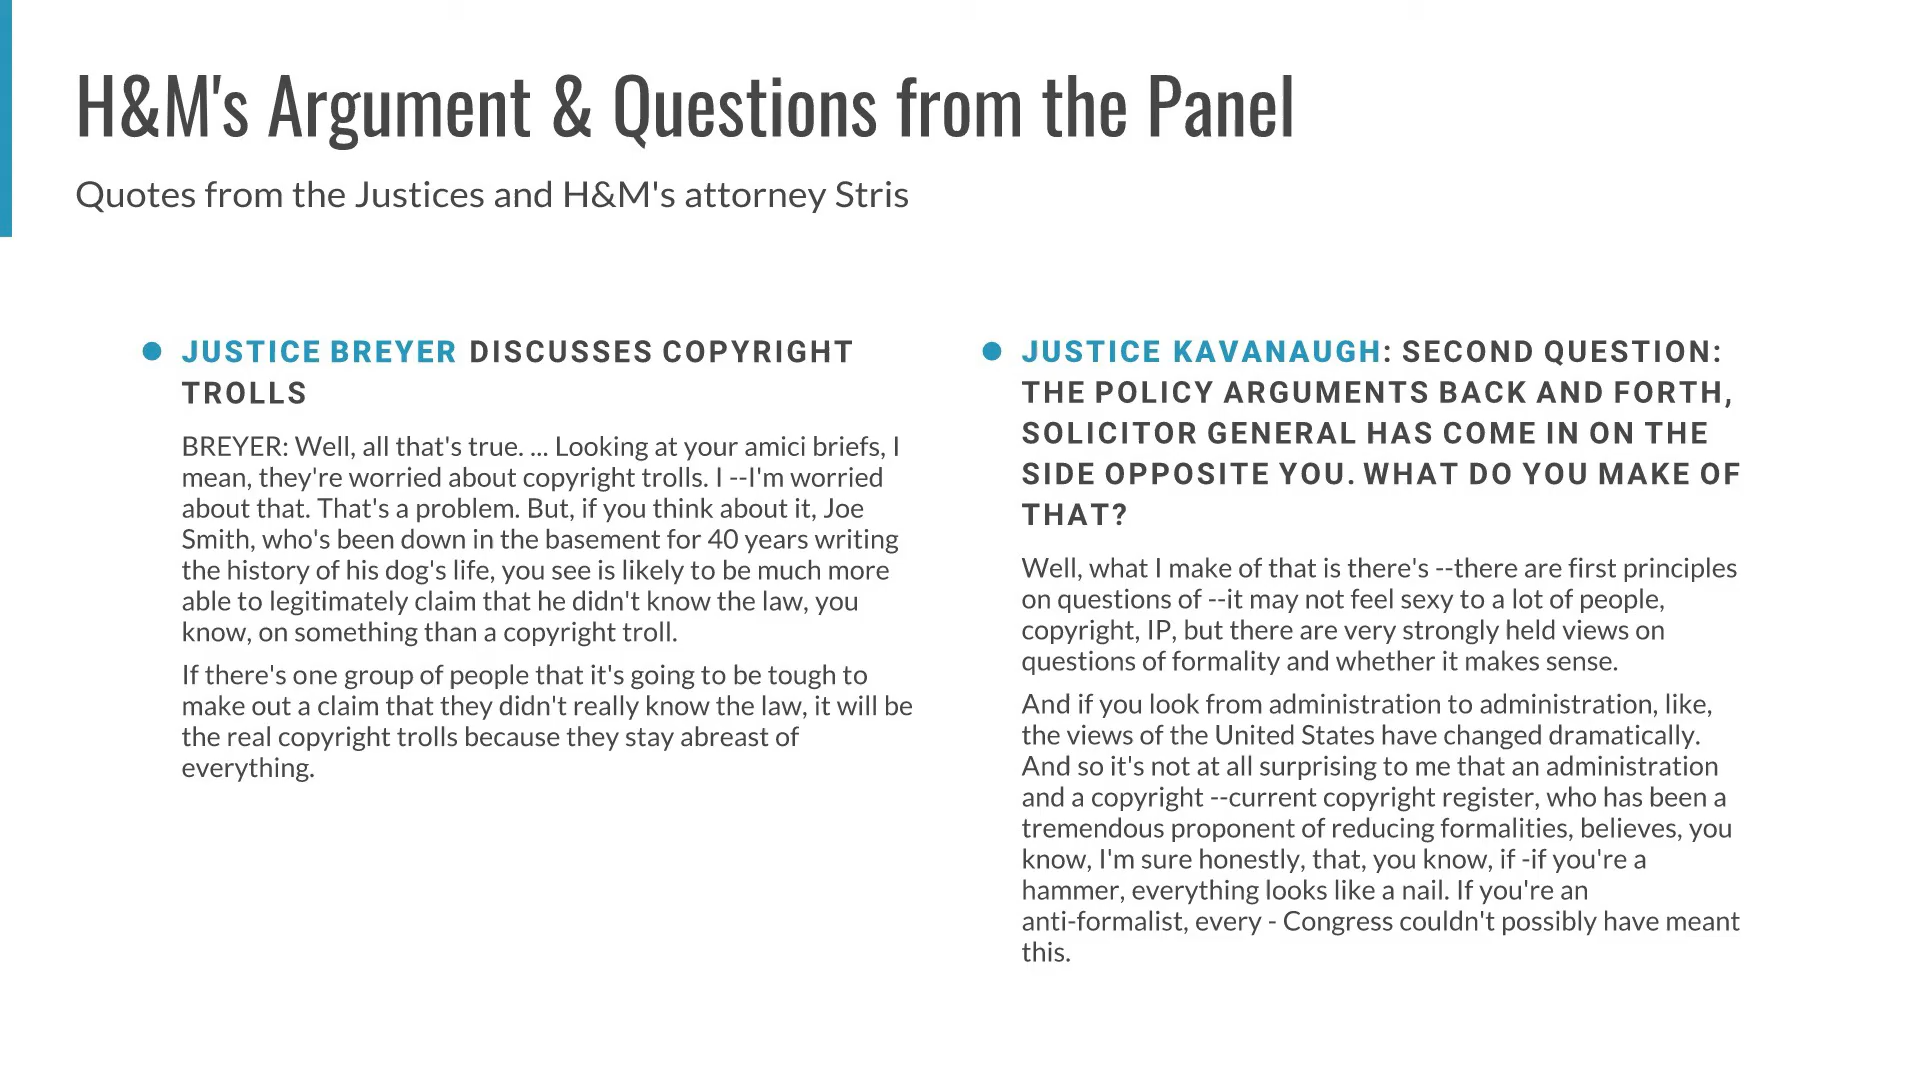 H&M's Argument & Questions from the Panel
Quotes from the Justices and H&M's attorney Stris
JUSTICE BREYER DISCUSSES COPYRIGHT
TROLLS
BREYER: Well, all that's true. ... Looking at your amici briefs, I
mean, they're worried about copyright trolls. I --I'm worried
about that. That's a problem. But, if you think about it, Joe
Smith, who's been down in the basement for 40 years writing
the history of his dog's life, you see is likely to be much more
able to legitimately claim that he didn't know the law, you
know, on something than a copyright troll.
If there's one group of people that it's going to be tough to
make out a claim that they didn't really know the law, it will be
the real copyright trolls because they stay abreast of
everything.
JUSTICE KAVANAUGH: SECOND QUESTION:
THE POLICY ARGUMENTS BACK AND FORTH,
SOLICITOR GENERAL HAS COME IN ON THE
SIDE OPPOSITE YOU. WHAT DO YOU MAKE OF
THAT?
Well, what I make of that is there's --there are first principles
on questions of --it may not feel sexy to a lot of people,
copyright, IP, but there are very strongly held views on
questions of formality and whether it makes sense.
And if you look from administration to administration, like,
the views of the United States have changed dramatically.
And so it's not at all surprising to me that an administration
and a copyright --current copyright register, who has been a
tremendous proponent of reducing formalities, believes, you
know, I'm sure honestly, that, you know, if -if you're a
hammer, everything looks like a nail. If you're an
anti-formalist, every - Congress couldn't possibly have meant
this.